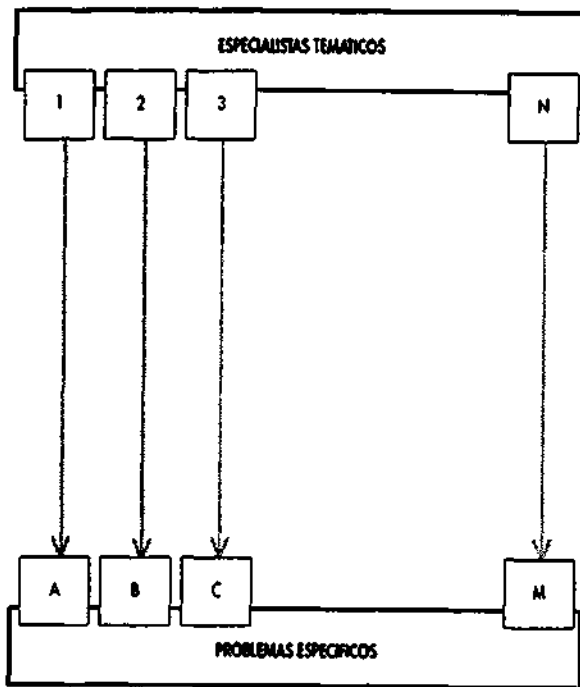 ESPECIALISTAS TEMATICOS
1 2 3 N
A B C M
PROBLEMAS ESPECIFICOS